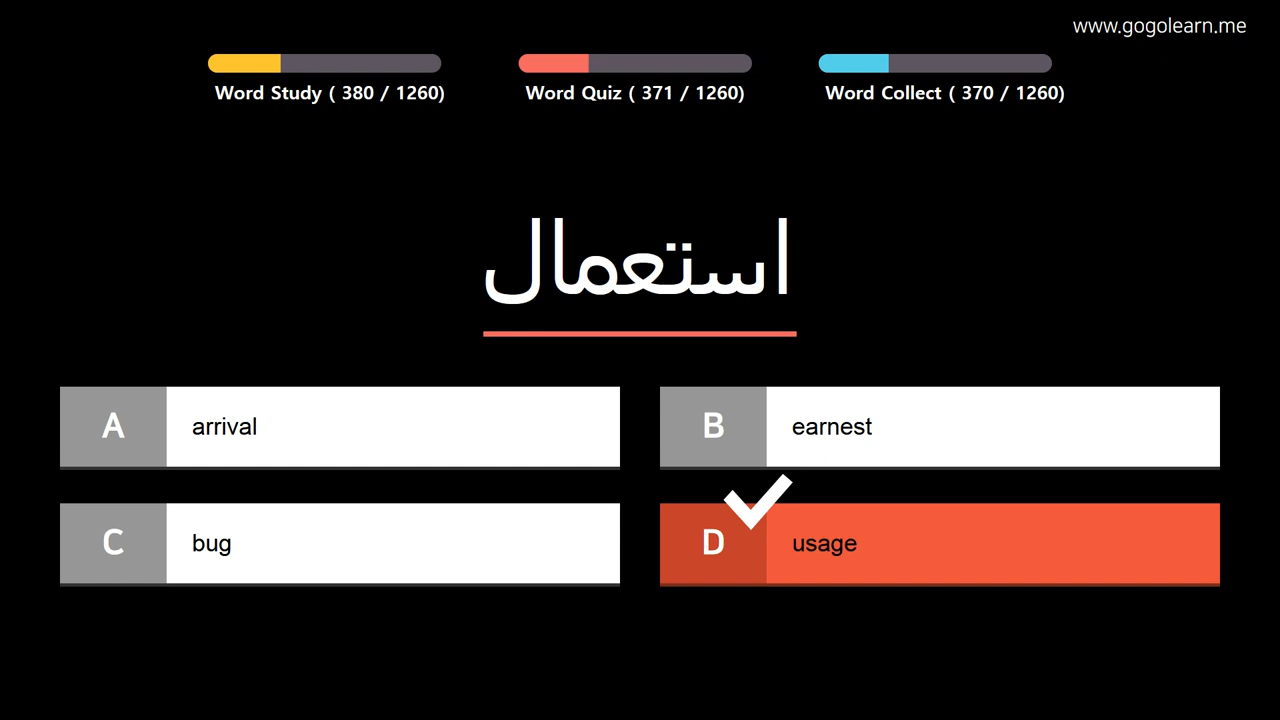 www.gogolearn.me
Word Study ( 380 / 1260)
Word Quiz ( 371 / 1260)
Word Collect ( 370 / 1260)
استعمال
A arrival
B earnest
C bug
D usage